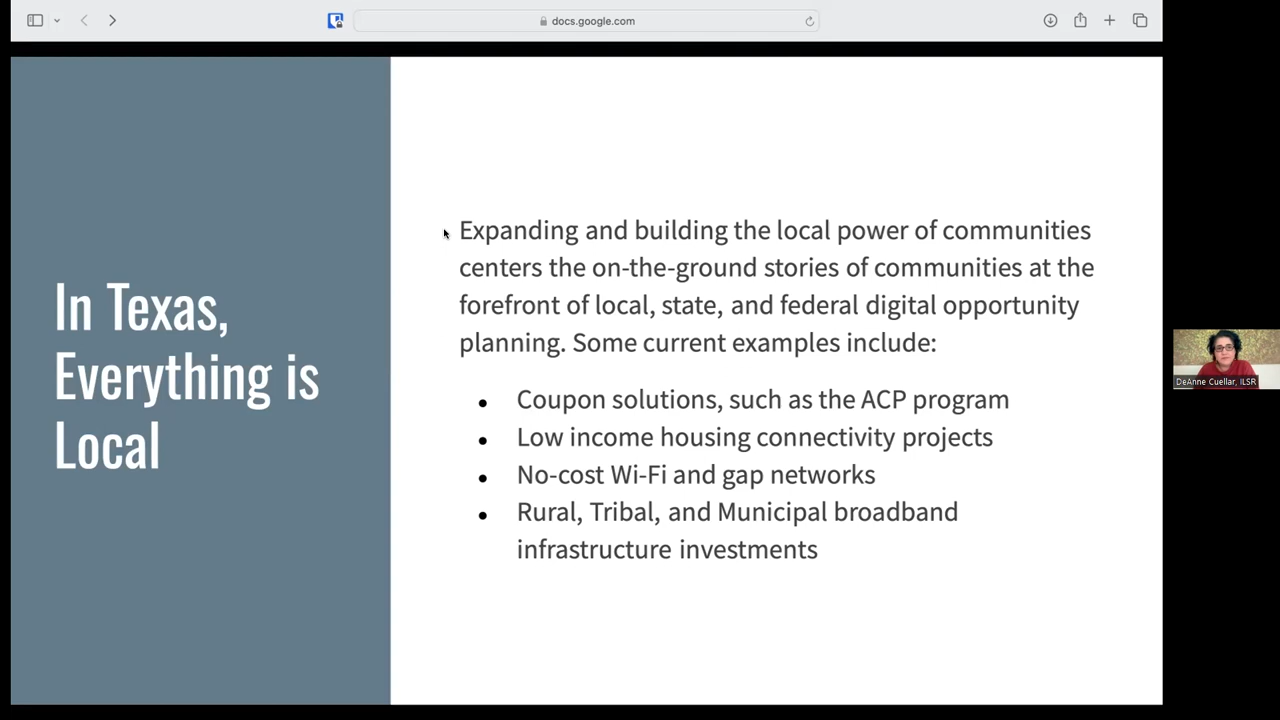 docs.google.com
In Texas,
Everything is
Local
Expanding and building the local power of communities
centers the on-the-ground stories of communities at the
forefront of local, state, and federal digital opportunity
planning. Some current examples include:
● Coupon solutions, such as the ACP program
● Low income housing connectivity projects
● No-cost Wi-Fi and gap networks
● Rural, Tribal, and Municipal broadband
infrastructure investments
DeAnne Cuellar, ILSR